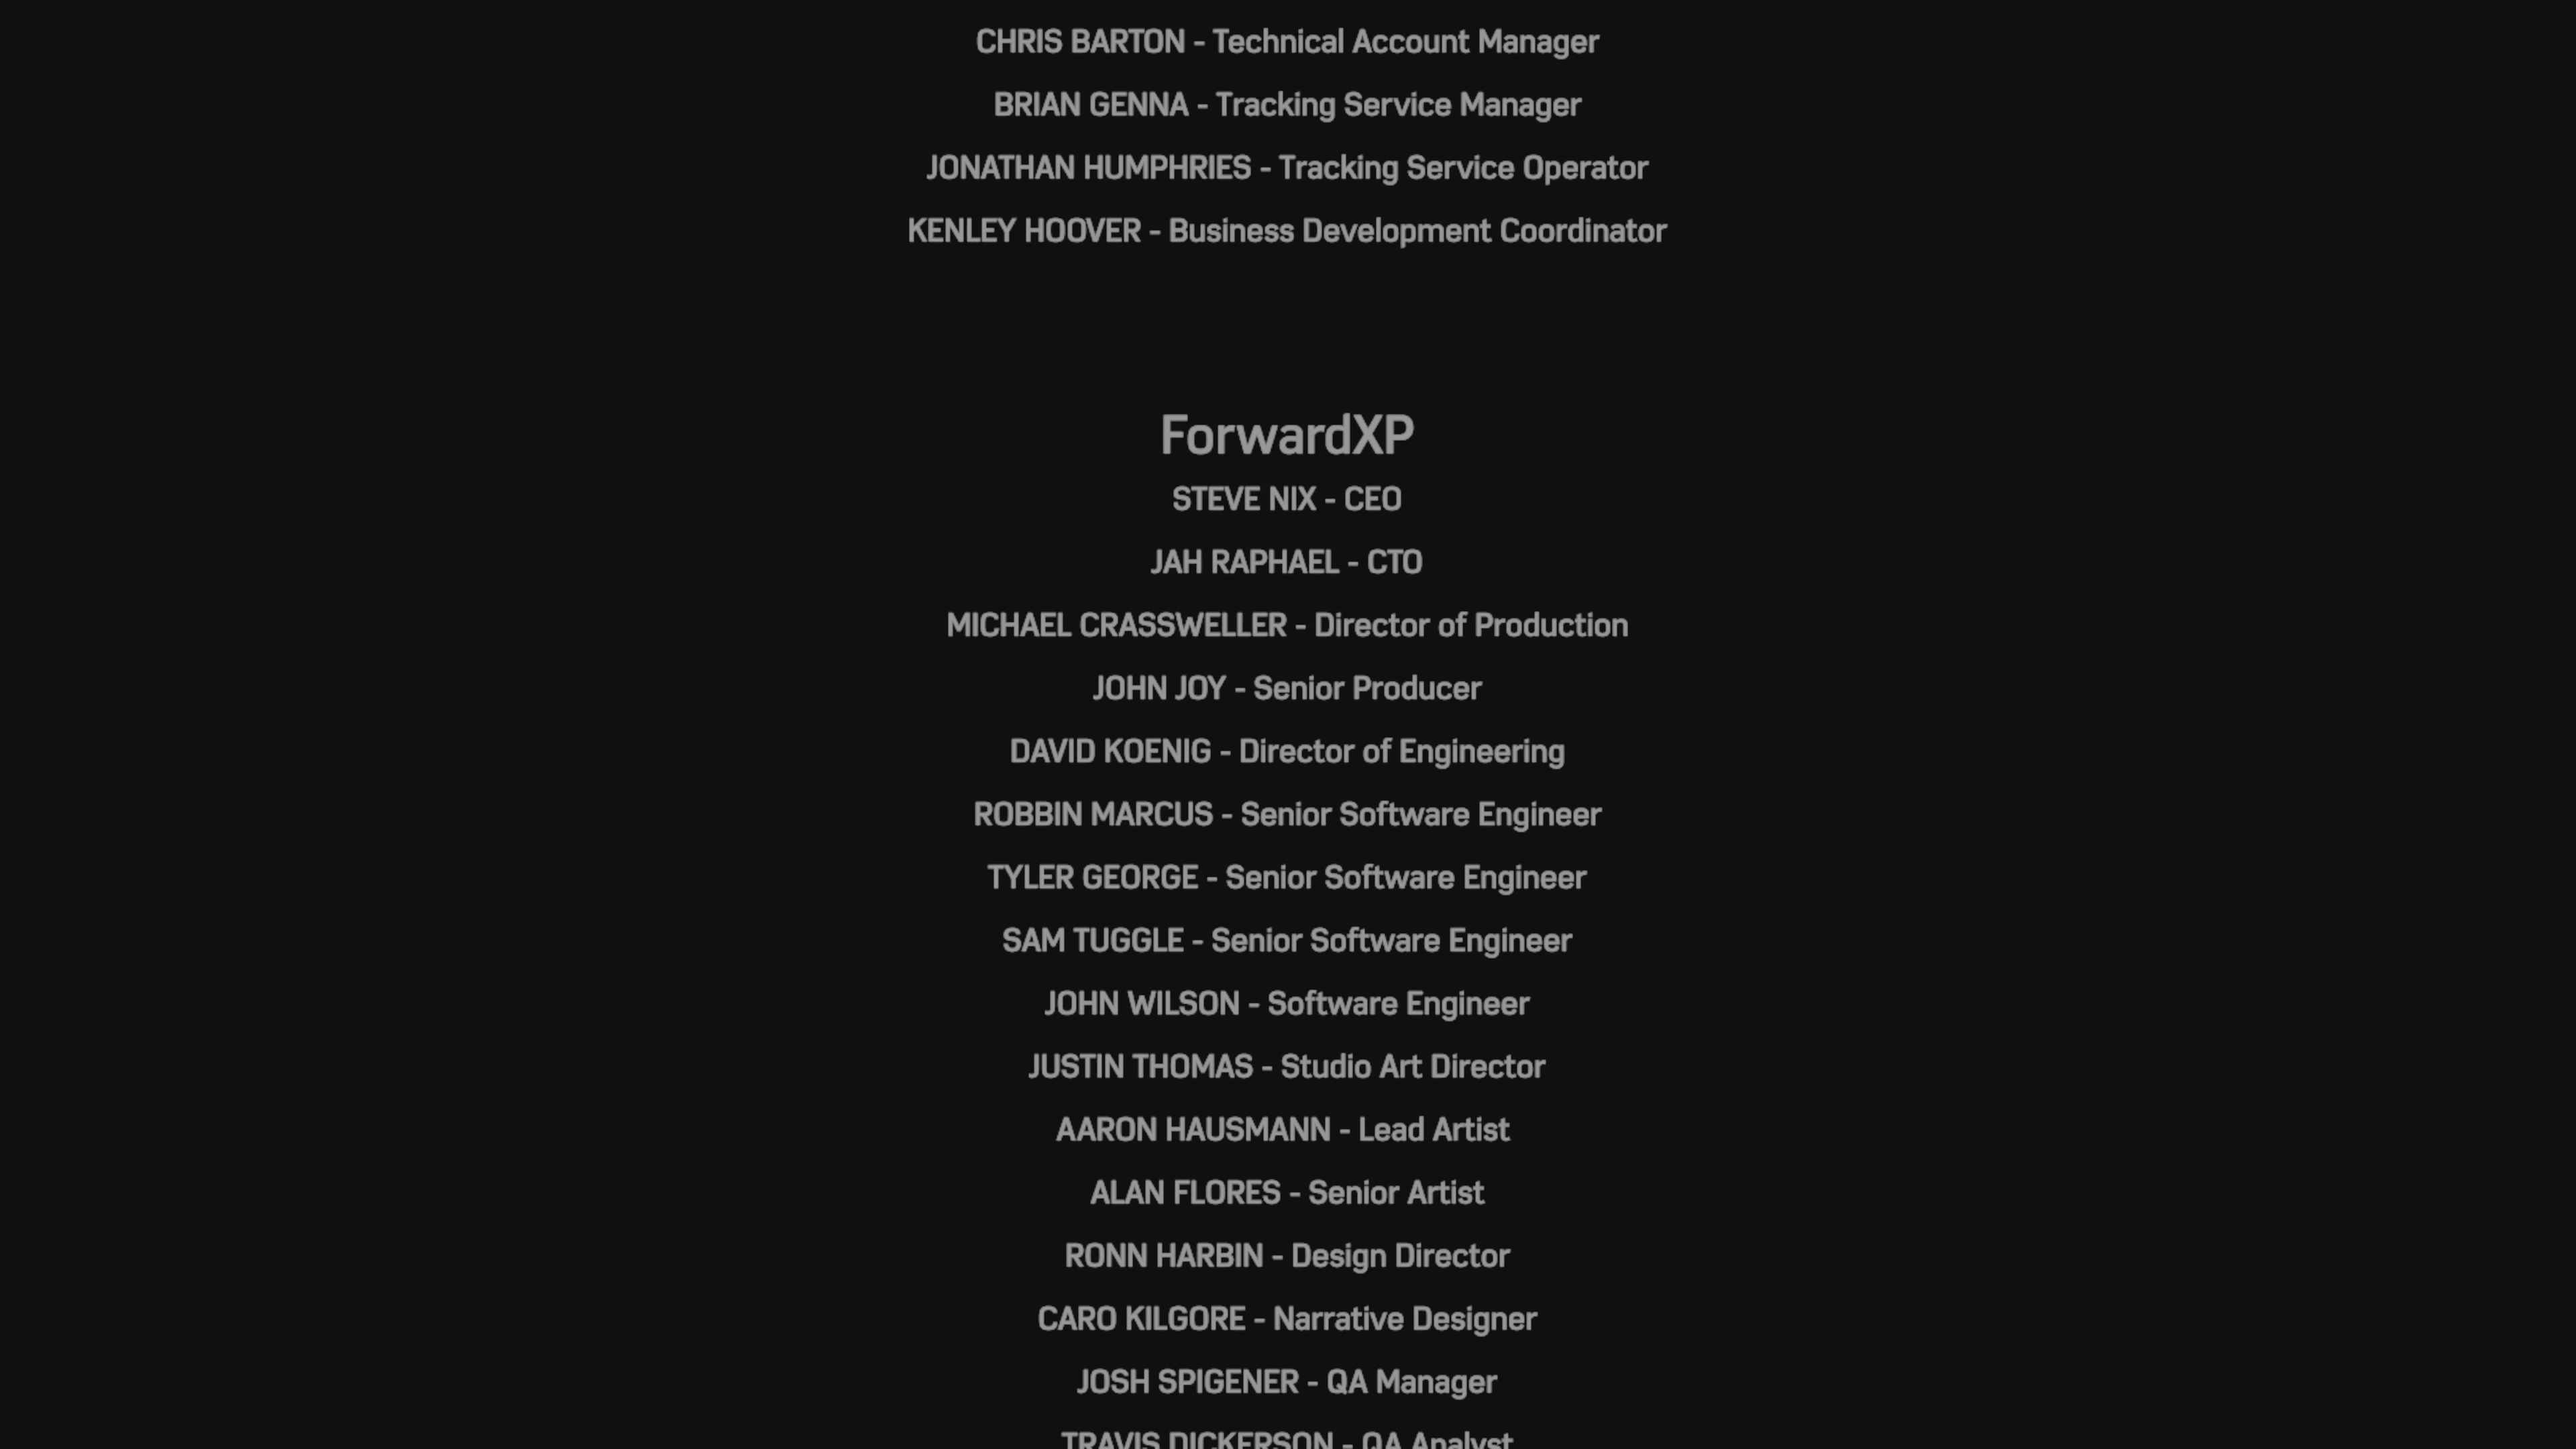 CHRIS BARTON - Technical Account Manager
BRIAN GENNA - Tracking Service Manager
JONATHAN HUMPHRIES - Tracking Service Operator
KENLEY HOOVER - Business Development Coordinator
ForwardXP
STEVE NIX - CEO
JAH RAPHAEL - CTO
MICHAEL CRASSWELLER - Director of Production
JOHN JOY - Senior Producer
DAVID KOENIG - Director of Engineering
ROBBIN MARCUS - Senior Software Engineer
TYLER GEORGE - Senior Software Engineer
SAM TUGGLE - Senior Software Engineer
JOHN WILSON - Software Engineer
JUSTIN THOMAS - Studio Art Director
AARON HAUSMANN - Lead Artist
ALAN FLORES - Senior Artist
RONN HARBIN - Design Director
CARO KILGORE - Narrative Designer
JOSH SPIGENER - QA Manager
TRAVIS DICKERSON - QA Analyst